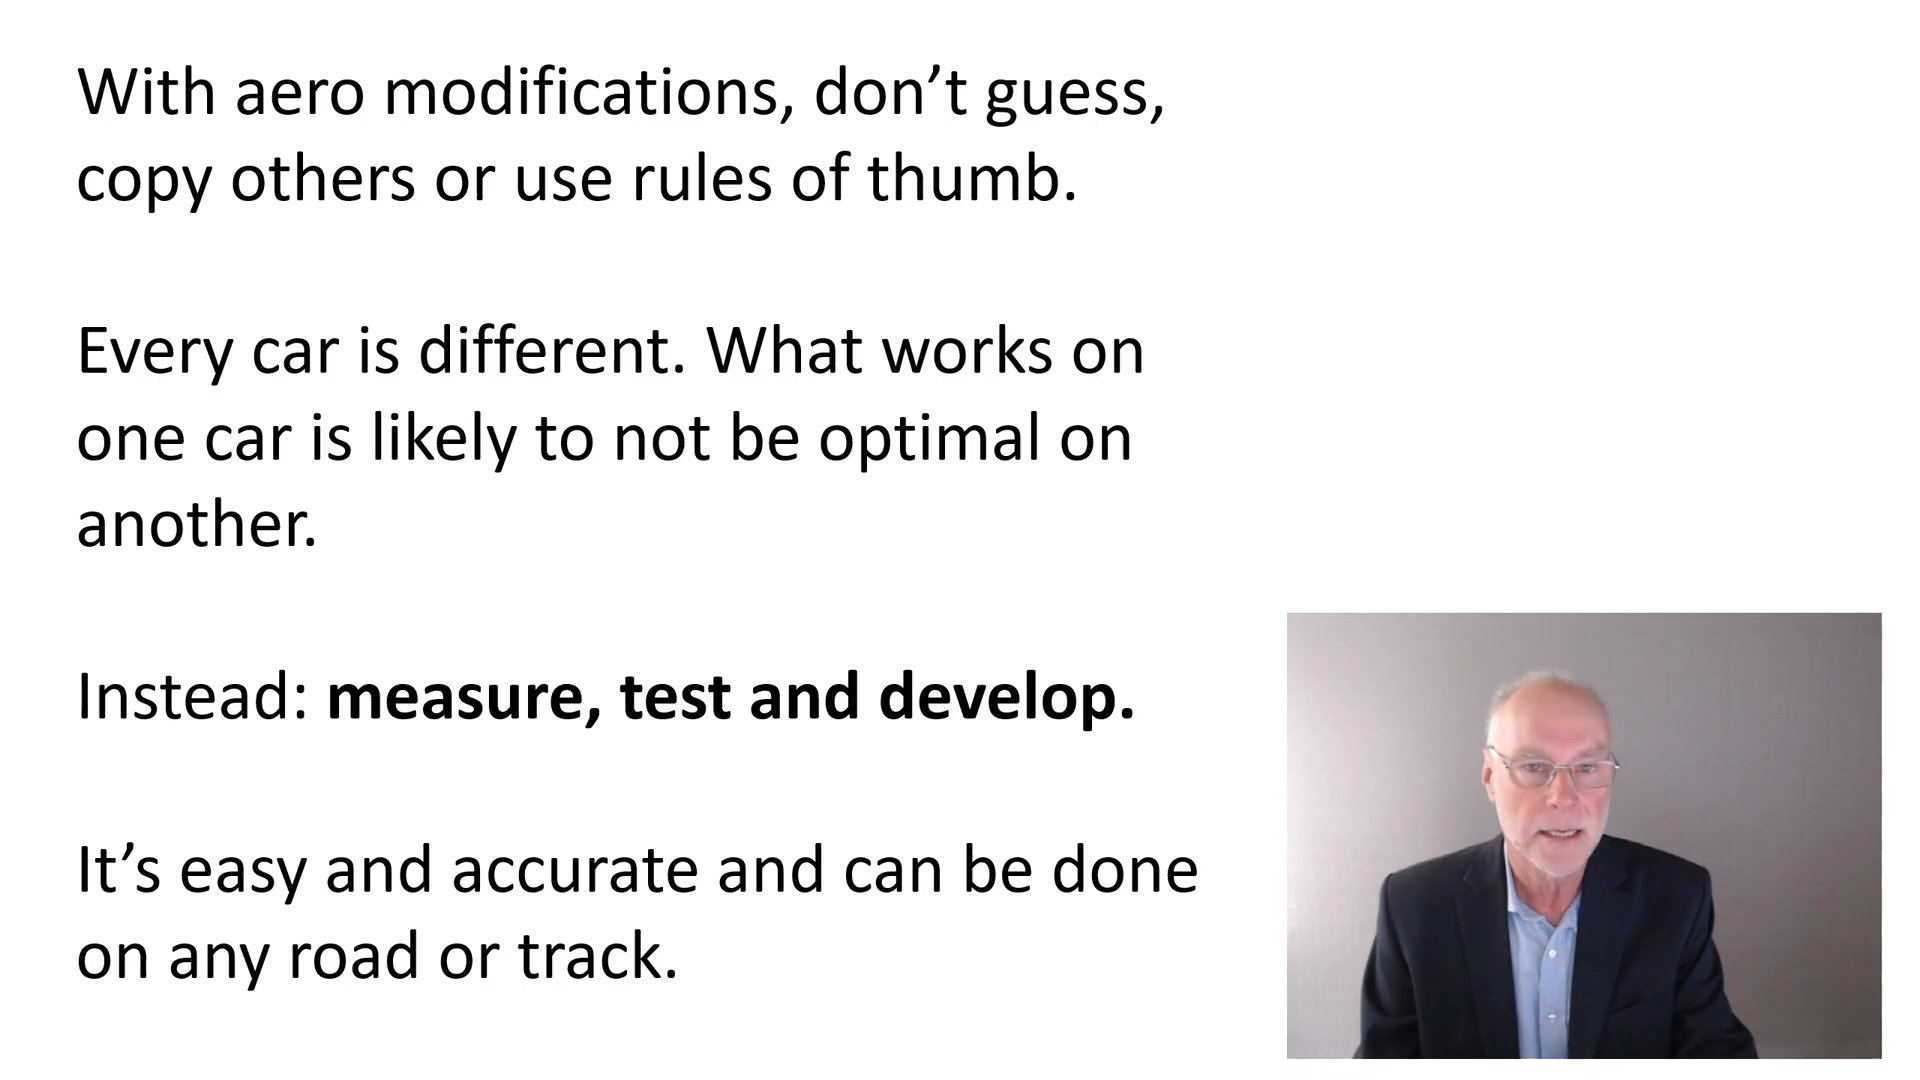 With aero modifications, don’t guess,
copy others or use rules of thumb.
Every car is different. What works on
one car is likely to not be optimal on
another.
Instead: measure, test and develop.
It’s easy and accurate and can be done
on any road or track.